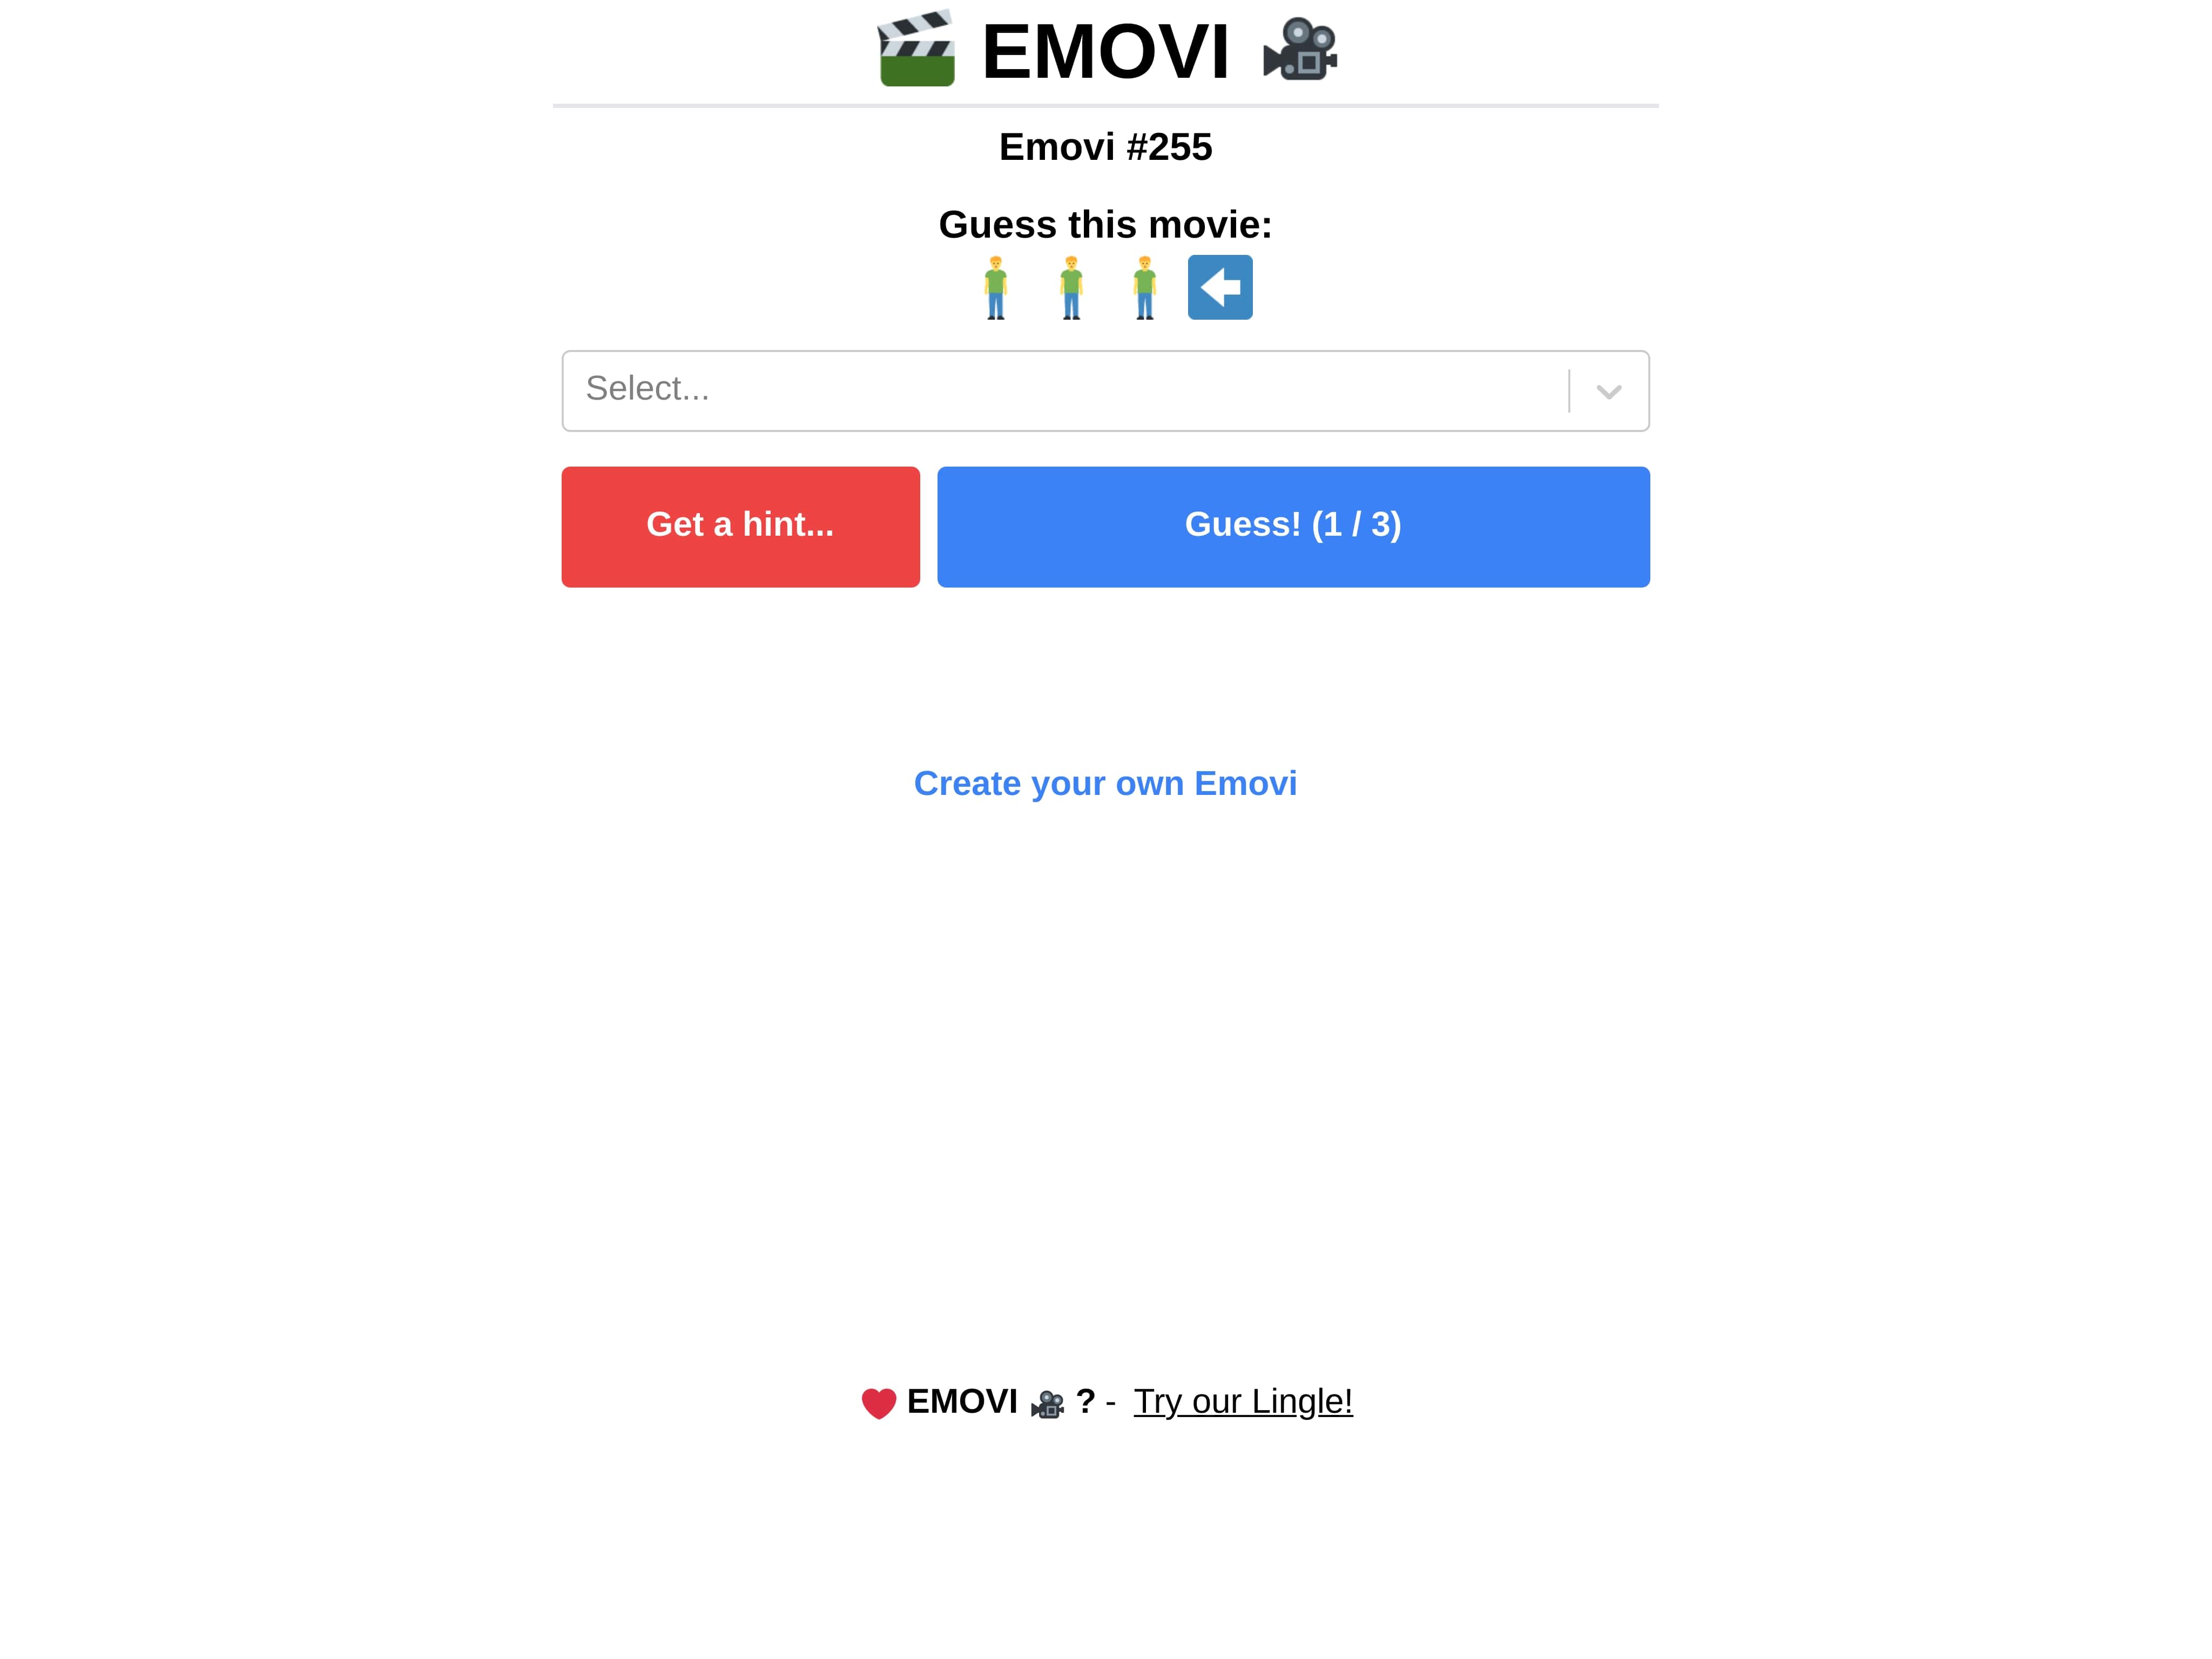 EMOVI
Emovi #255
Guess this movie:
Select...
Get a hint...
Guess! (1 / 3)
Create your own Emovi
EMOVI ? - Try our Lingle!